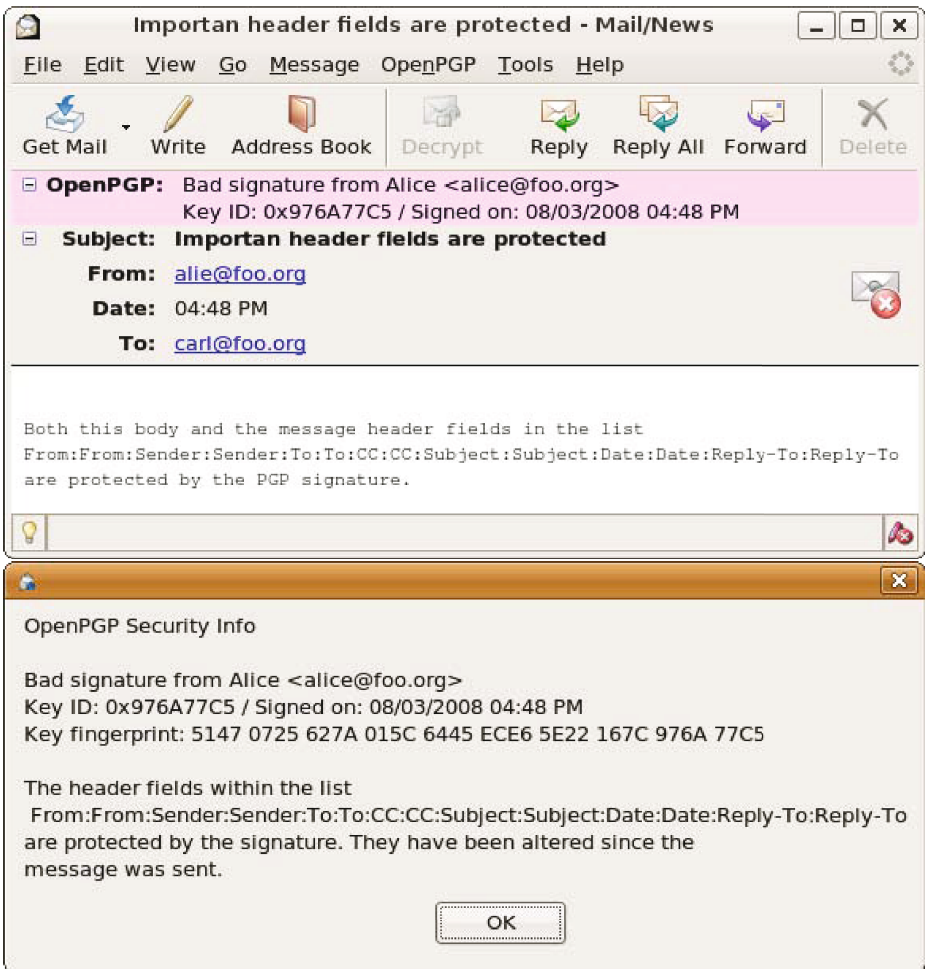 Importan header fields are protected - Mail/News
File Edit View Go Message OpenPGP Tools Help
Get Mail Write Address Book Decrypt Reply Reply All Forward Delete
OpenPGP: Bad signature from Alice <alice@foo.org>
Key ID: 0x976A77C5 / Signed on: 08/03/2008 04:48 PM
Subject: Importan header fields are protected
From: alie@foo.org
Date: 04:48 PM
To: carl@foo.org
Both this body and the message header fields in the list
From:From:Sender:Sender:To:To:CC:CC:Subject:Subject:Date:Date:Reply-To:Reply-To
are protected by the PGP signature.
OpenPGP Security Info
Bad signature from Alice <alice@foo.org>
Key ID: 0x976A77C5 / Signed on: 08/03/2008 04:48 PM
Key fingerprint: 5147 0725 627A 015C 6445 ECE6 5E22 167C 976A 77C5
The header fields within the list
From:From:Sender:Sender:To:To:CC:CC:Subject:Subject:Date:Date:Reply-To:Reply-To
are protected by the signature. They have been altered since the
message was sent.
OK